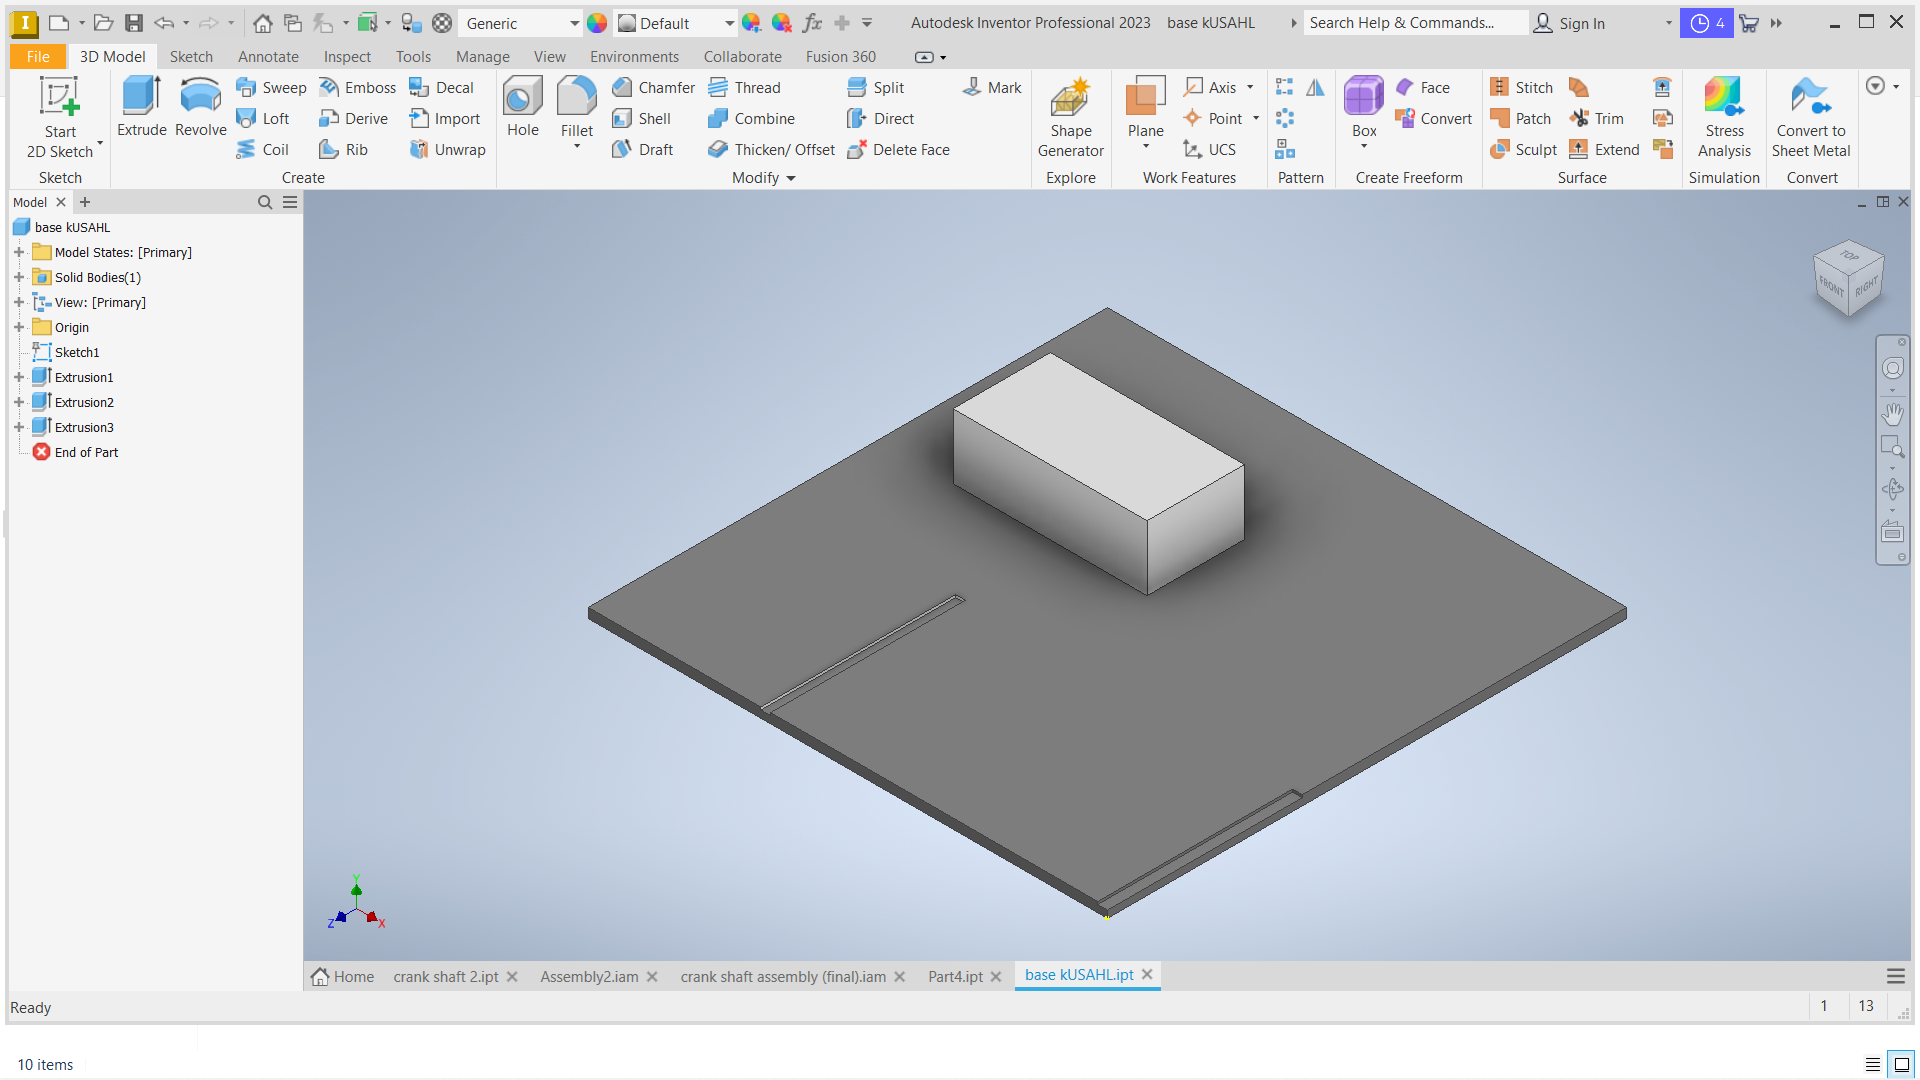 I Generic Default fx Autodesk Inventor Professional 2023 base kUSAHL Search Help & Commands... Sign In 4
File 3D Model Sketch Annotate Inspect Tools Manage View Environments Collaborate Fusion 360
Start
2D Sketch
Sketch
Extrude
Revolve
Sweep Emboss Decal
Loft Derive Import
Coil Rib Unwrap
Create
Hole
Fillet
Chamfer Thread Split Mark
Shell Combine Direct
Draft Thicken/ Offset Delete Face
Modify
Shape
Generator
Explore
Plane
Axis
Point
UCS
Work Features
Pattern
Box
Face
Convert
Create Freeform
Stitch
Patch Trim
Sculpt Extend
Surface
Stress
Analysis
Simulation
Convert to
Sheet Metal
Convert
Model
base kUSAHL
Model States: [Primary]
Solid Bodies(1)
View: [Primary]
Origin
Sketch1
Extrusion1
Extrusion2
Extrusion3
End of Part
TOP
FRONT
RIGHT
Y
Z
X
Home crank shaft 2.ipt Assembly2.iam crank shaft assembly (final).iam Part4.ipt base kUSAHL.ipt
Ready 1 13
10 items